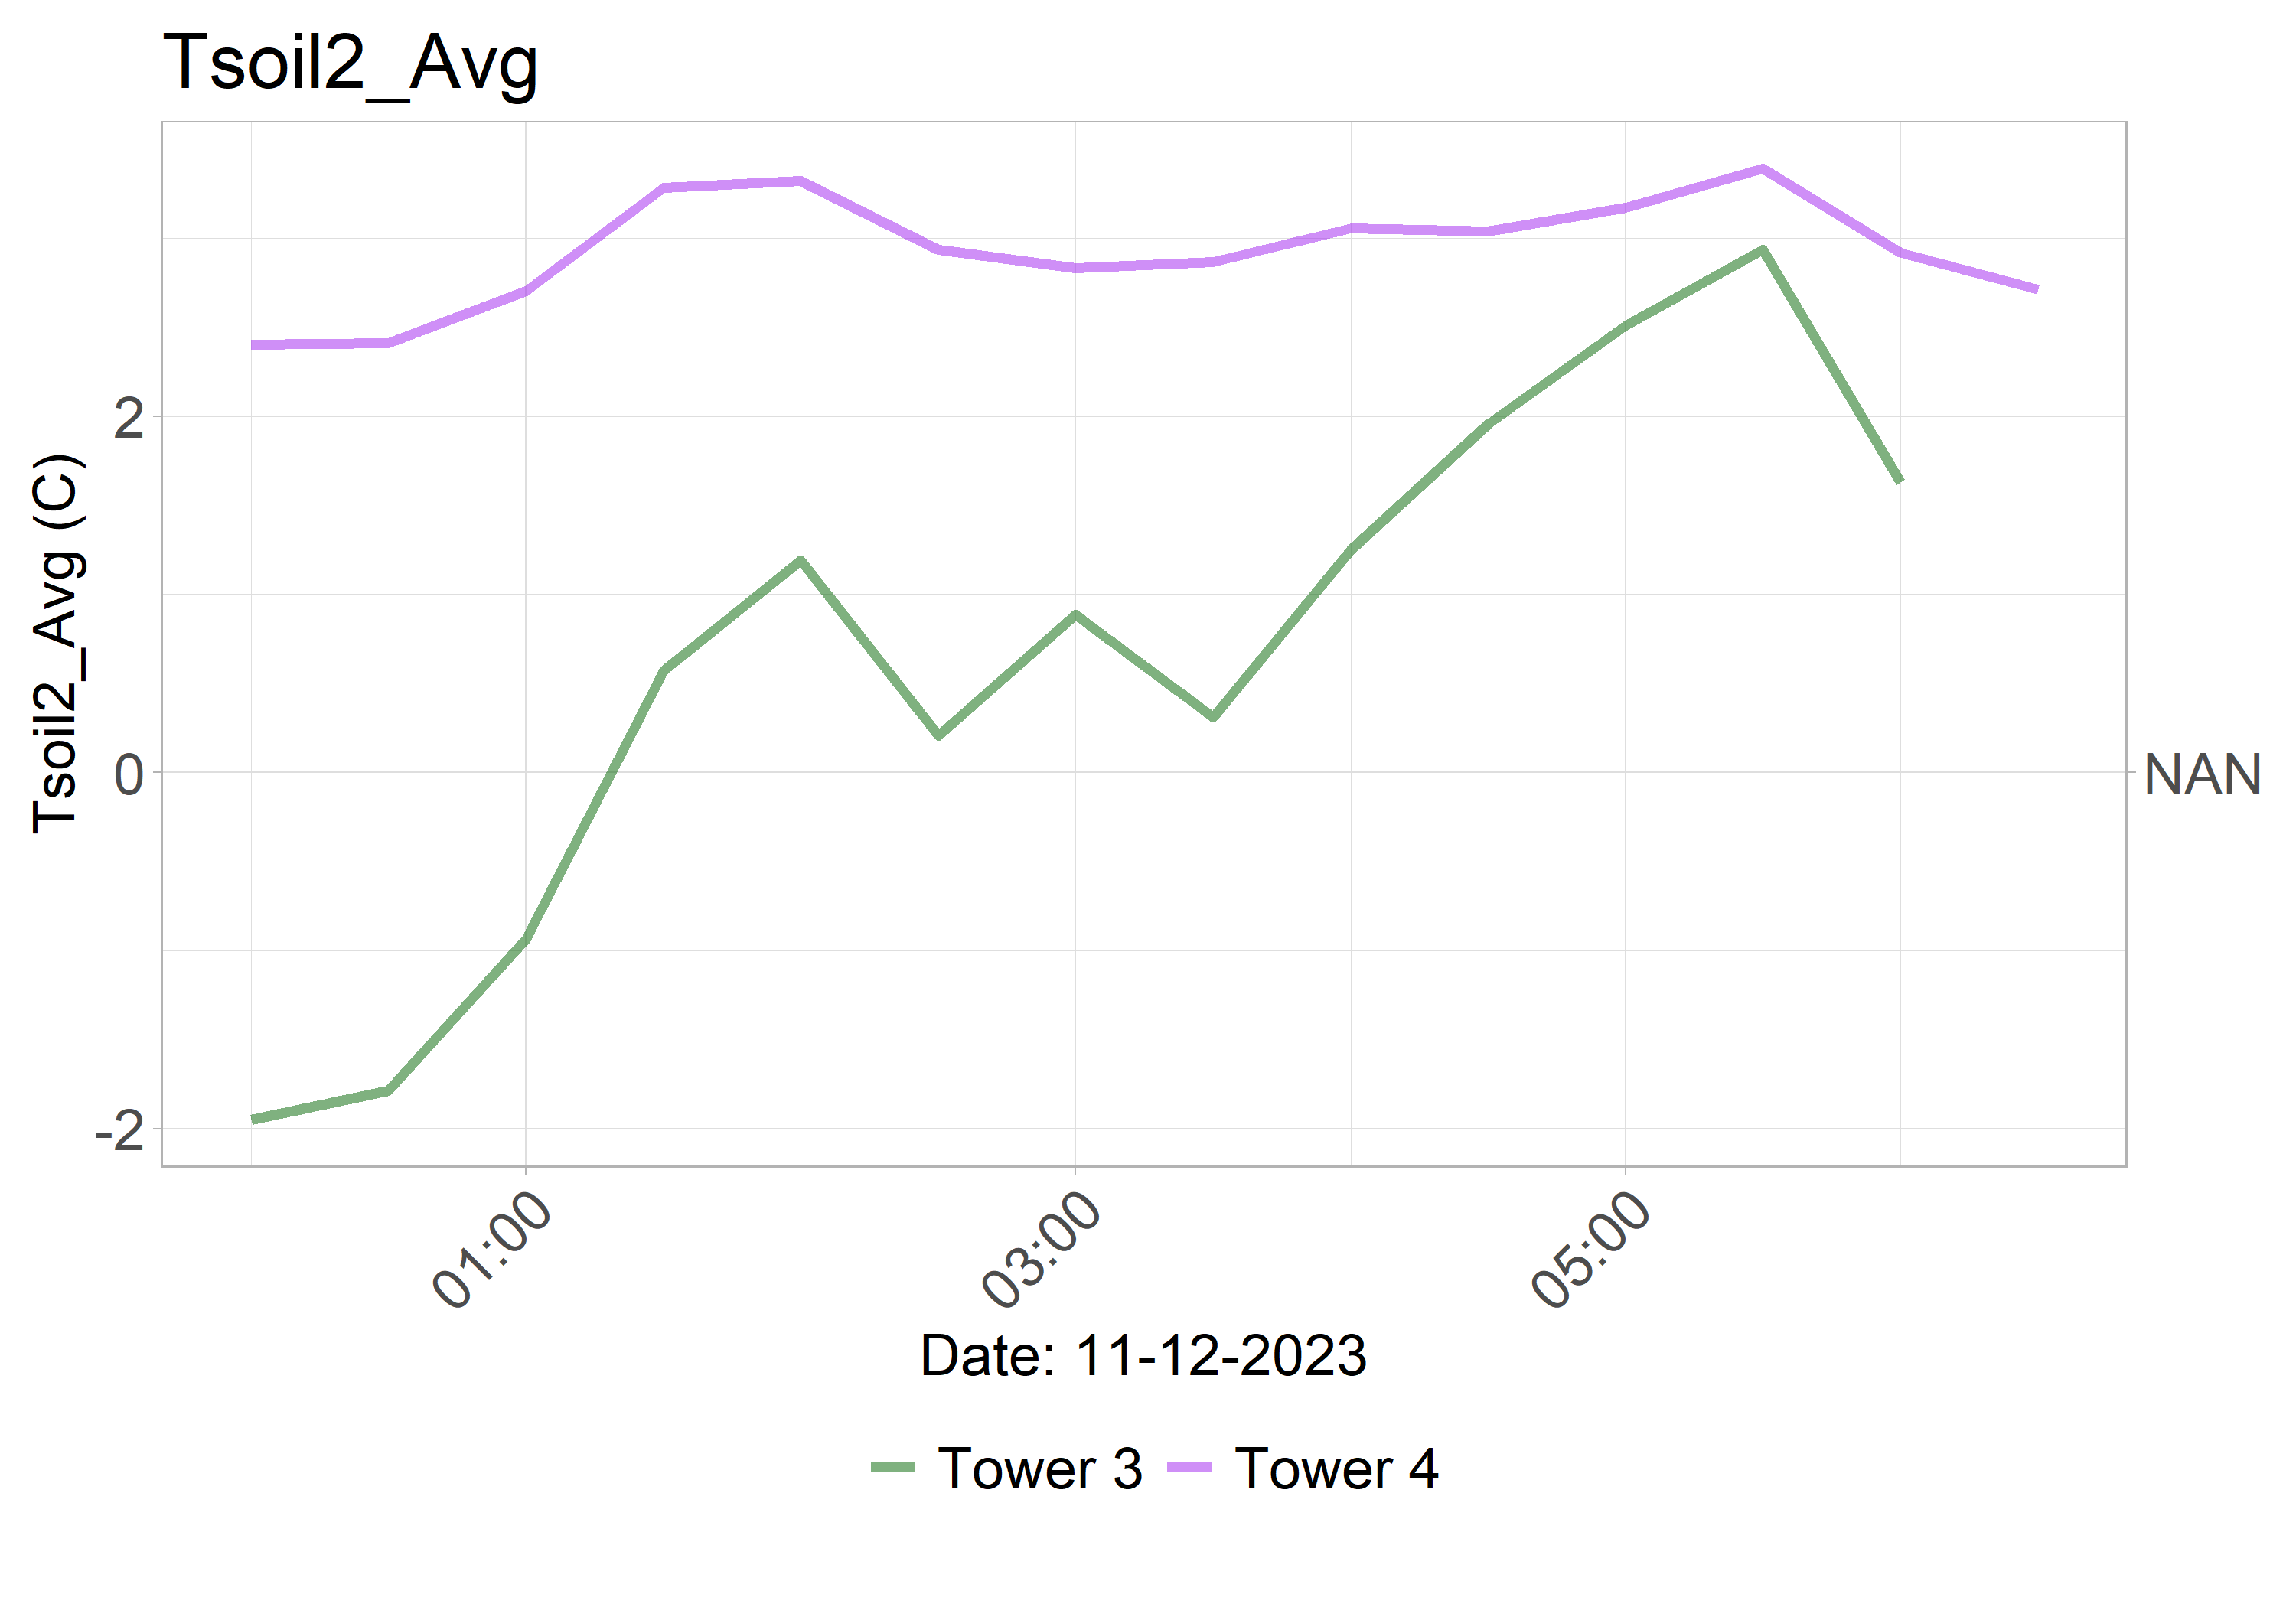 Tsoil2_Avg
Tsoil2_Avg (C)
2
0
-2
NAN
01:00
03:00
05:00
Date: 11-12-2023
Tower 3
Tower 4